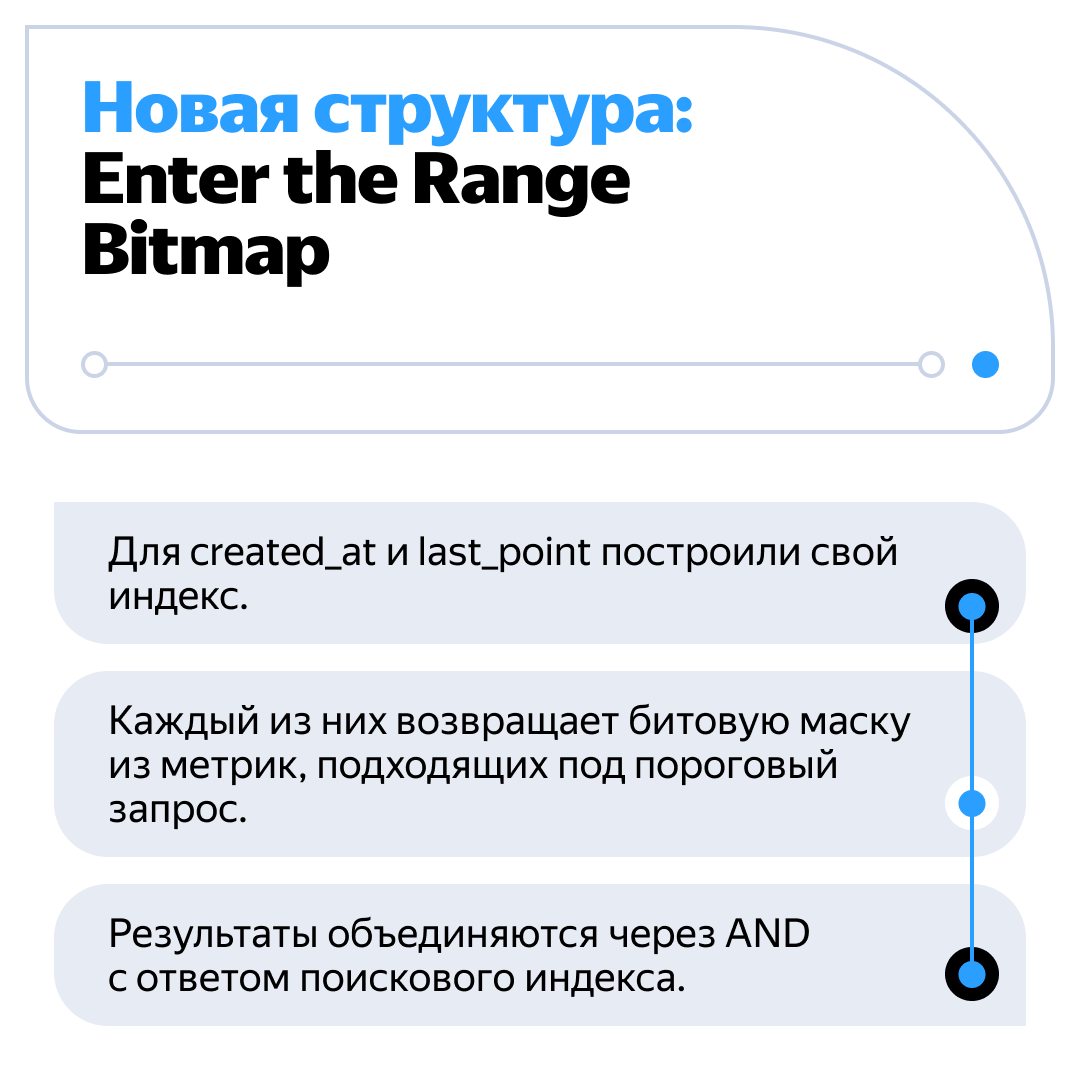 Новая структура:
Enter the Range
Bitmap
Для created_at и last_point построили свой
индекс.
Каждый из них возвращает битовую маску
из метрик, подходящих под пороговый
запрос.
Результаты объединяются через AND
с ответом поискового индекса.